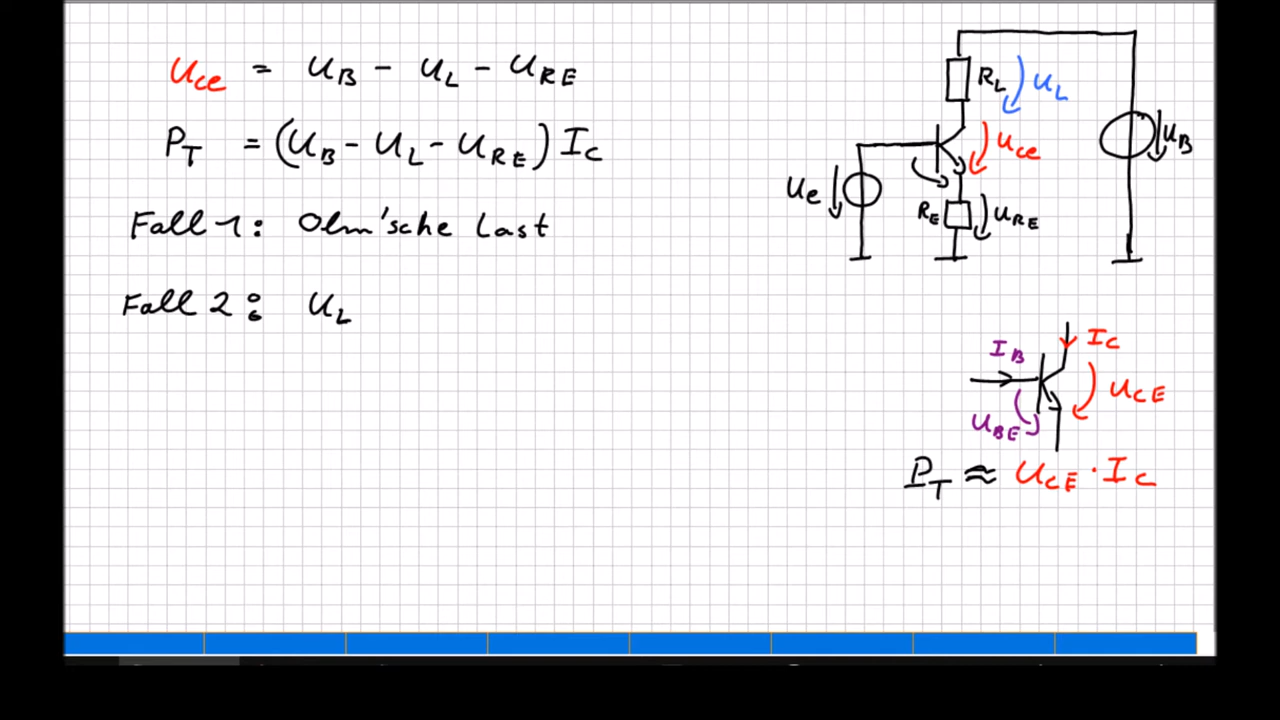 Uce = UB - UL - URE
PT = (UB - UL - URE) IC
Fall 1: Ohm'sche Last
Fall 2: UL
RL
UL
Uce
UB
Ue
RE
URE
IB
IC
UCE
UBE
PT ≈ UCE · IC